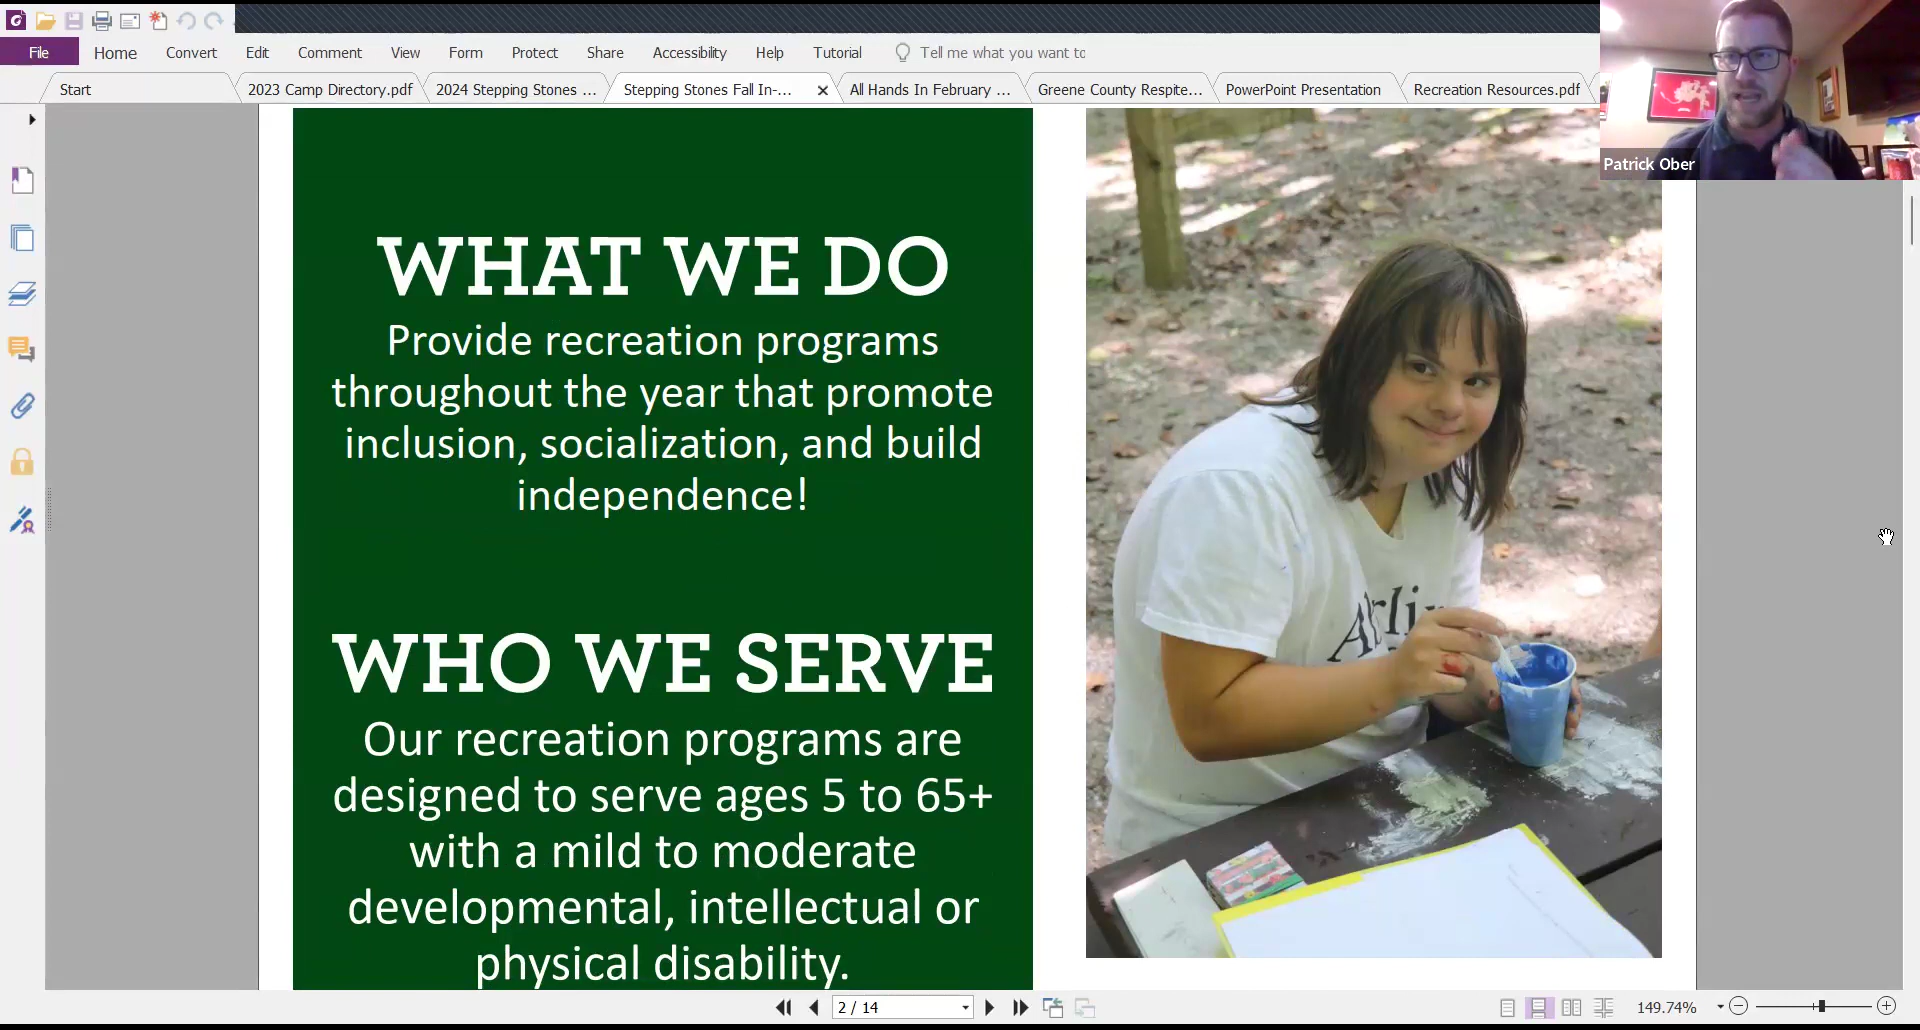 File Home Convert Edit Comment View Form Protect Share Accessibility Help Tutorial Tell me what you want to
Start 2023 Camp Directory.pdf 2024 Stepping Stones ... Stepping Stones Fall In-... All Hands In February ... Greene County Respite... PowerPoint Presentation Recreation Resources.pdf
Patrick Ober
WHAT WE DO
Provide recreation programs
throughout the year that promote
inclusion, socialization, and build
independence!
WHO WE SERVE
Our recreation programs are
designed to serve ages 5 to 65+
with a mild to moderate
developmental, intellectual or
physical disability.
2 / 14
149.74%